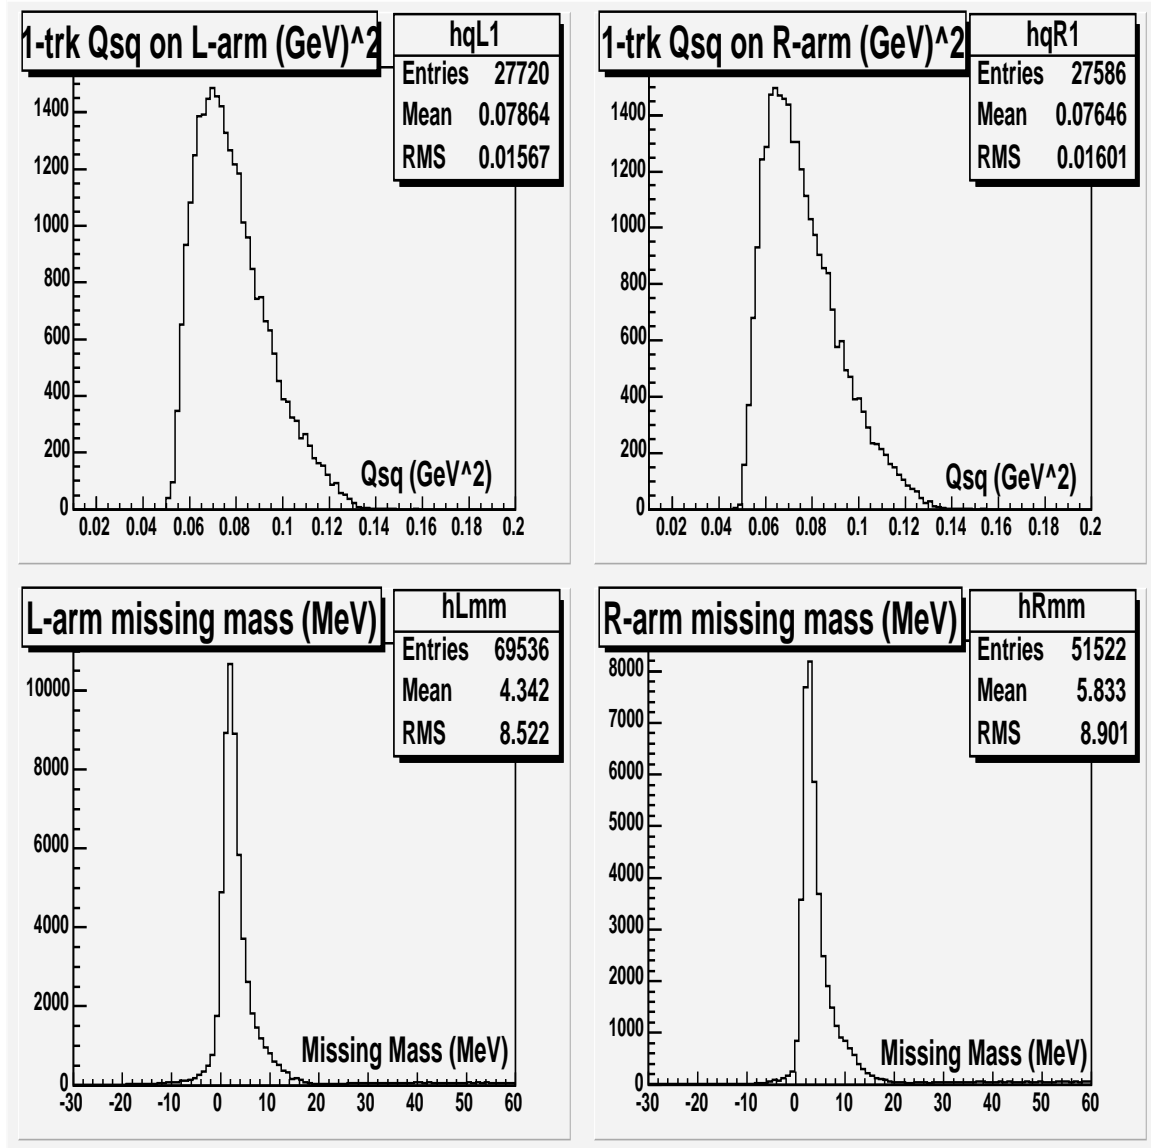 1-trk Qsq on L-arm (GeV)^2
hqL1
Entries 27720
Mean 0.07864
RMS 0.01567
1400
1200
1000
800
600
400
200
0
Qsq (GeV^2)
0.02 0.04 0.06 0.08 0.1 0.12 0.14 0.16 0.18 0.2
1-trk Qsq on R-arm (GeV)^2
hqR1
Entries 27586
Mean 0.07646
RMS 0.01601
1400
1200
1000
800
600
400
200
0
Qsq (GeV^2)
0.02 0.04 0.06 0.08 0.1 0.12 0.14 0.16 0.18 0.2
L-arm missing mass (MeV)
hLmm
Entries 69536
Mean 4.342
RMS 8.522
10000
8000
6000
4000
2000
0
Missing Mass (MeV)
-30 -20 -10 0 10 20 30 40 50 60
R-arm missing mass (MeV)
hRmm
Entries 51522
Mean 5.833
RMS 8.901
8000
7000
6000
5000
4000
3000
2000
1000
0
Missing Mass (MeV)
-30 -20 -10 0 10 20 30 40 50 60